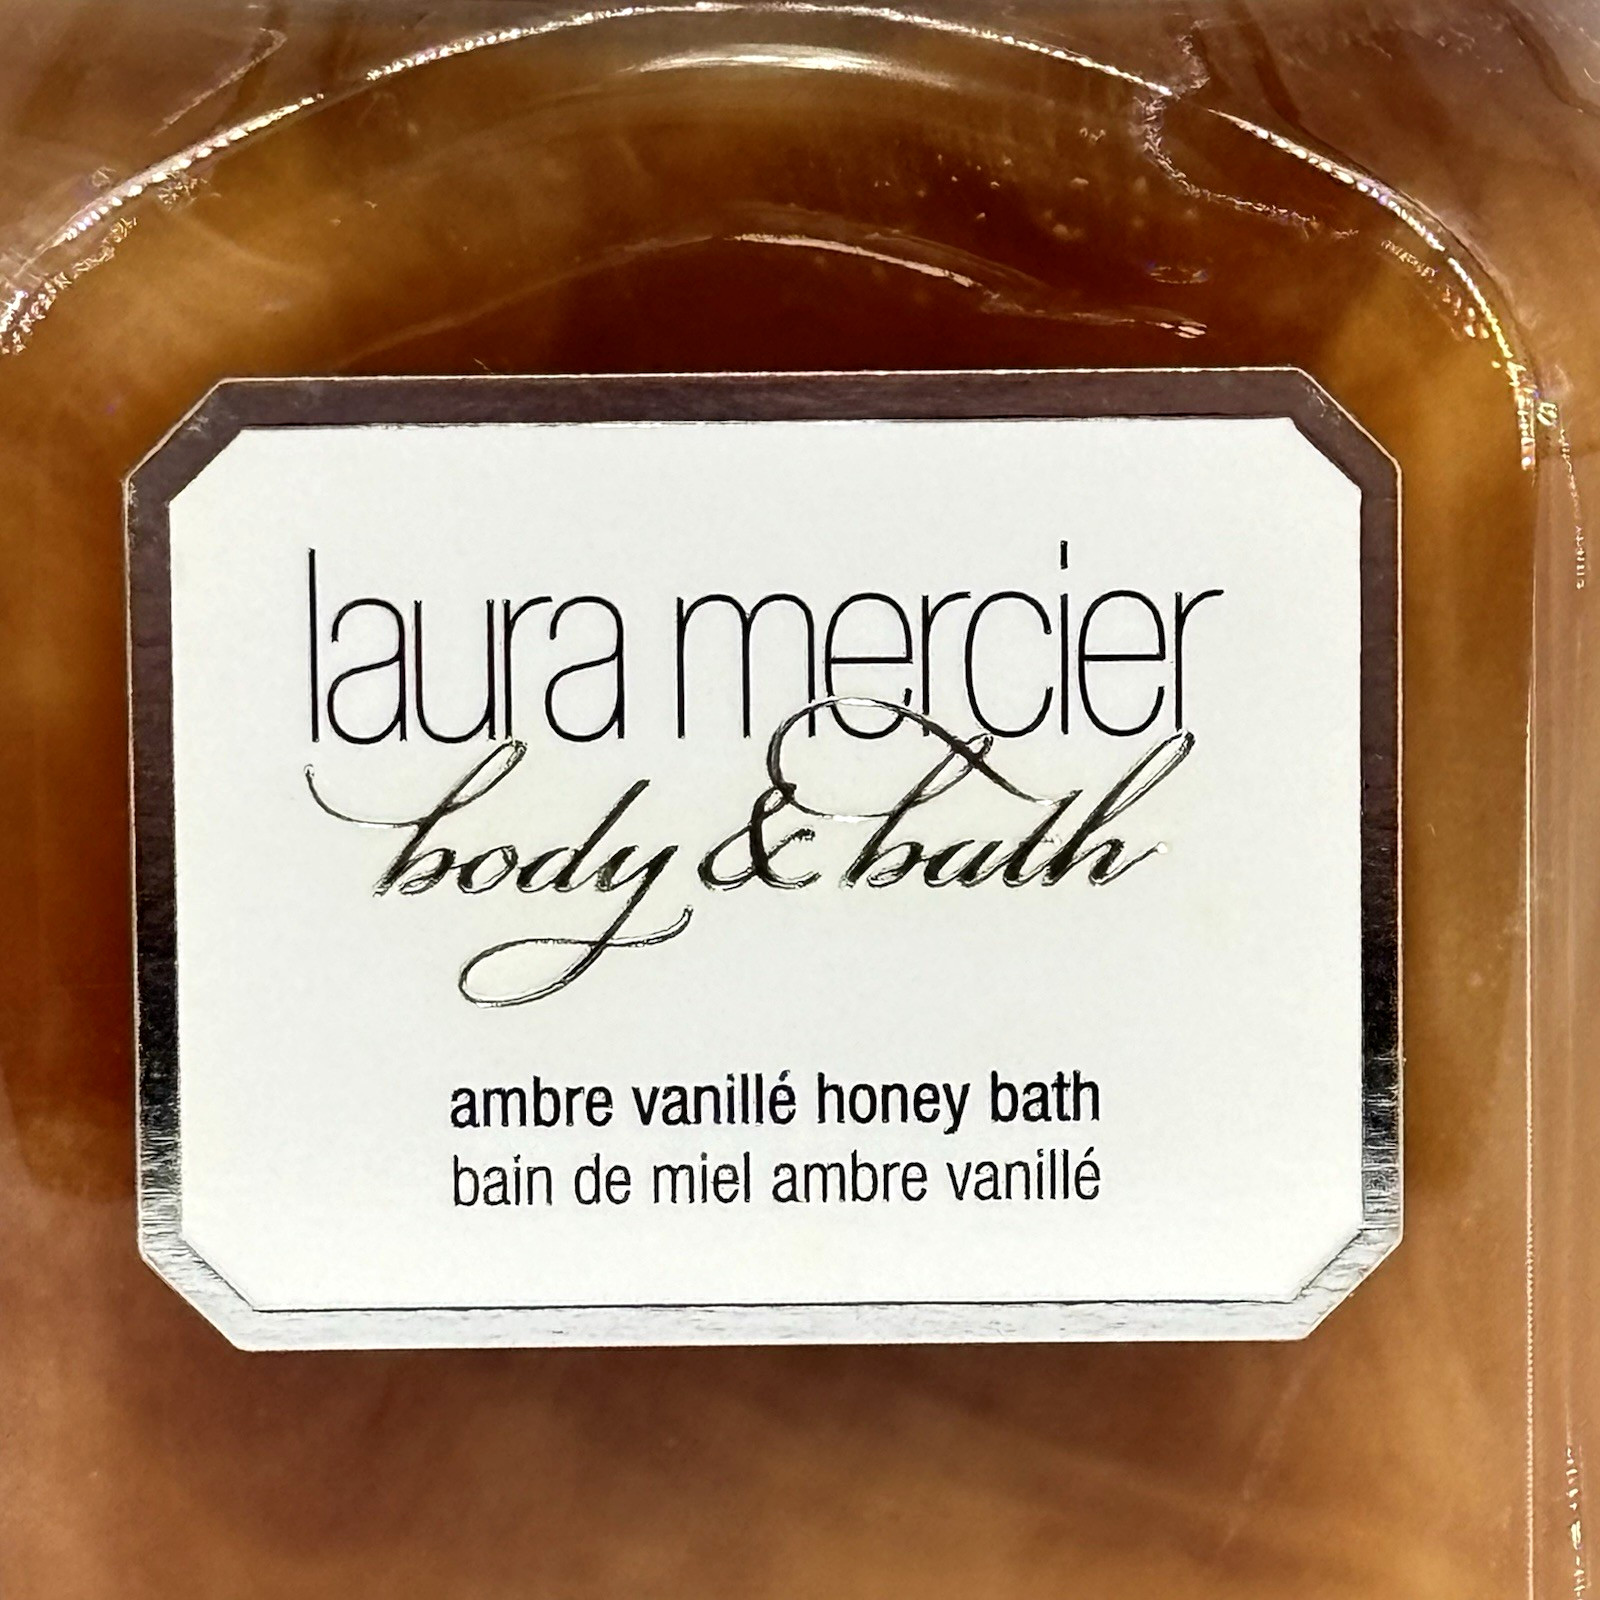 laura mercier
body & bath
ambre vanillé honey bath
bain de miel ambre vanillé